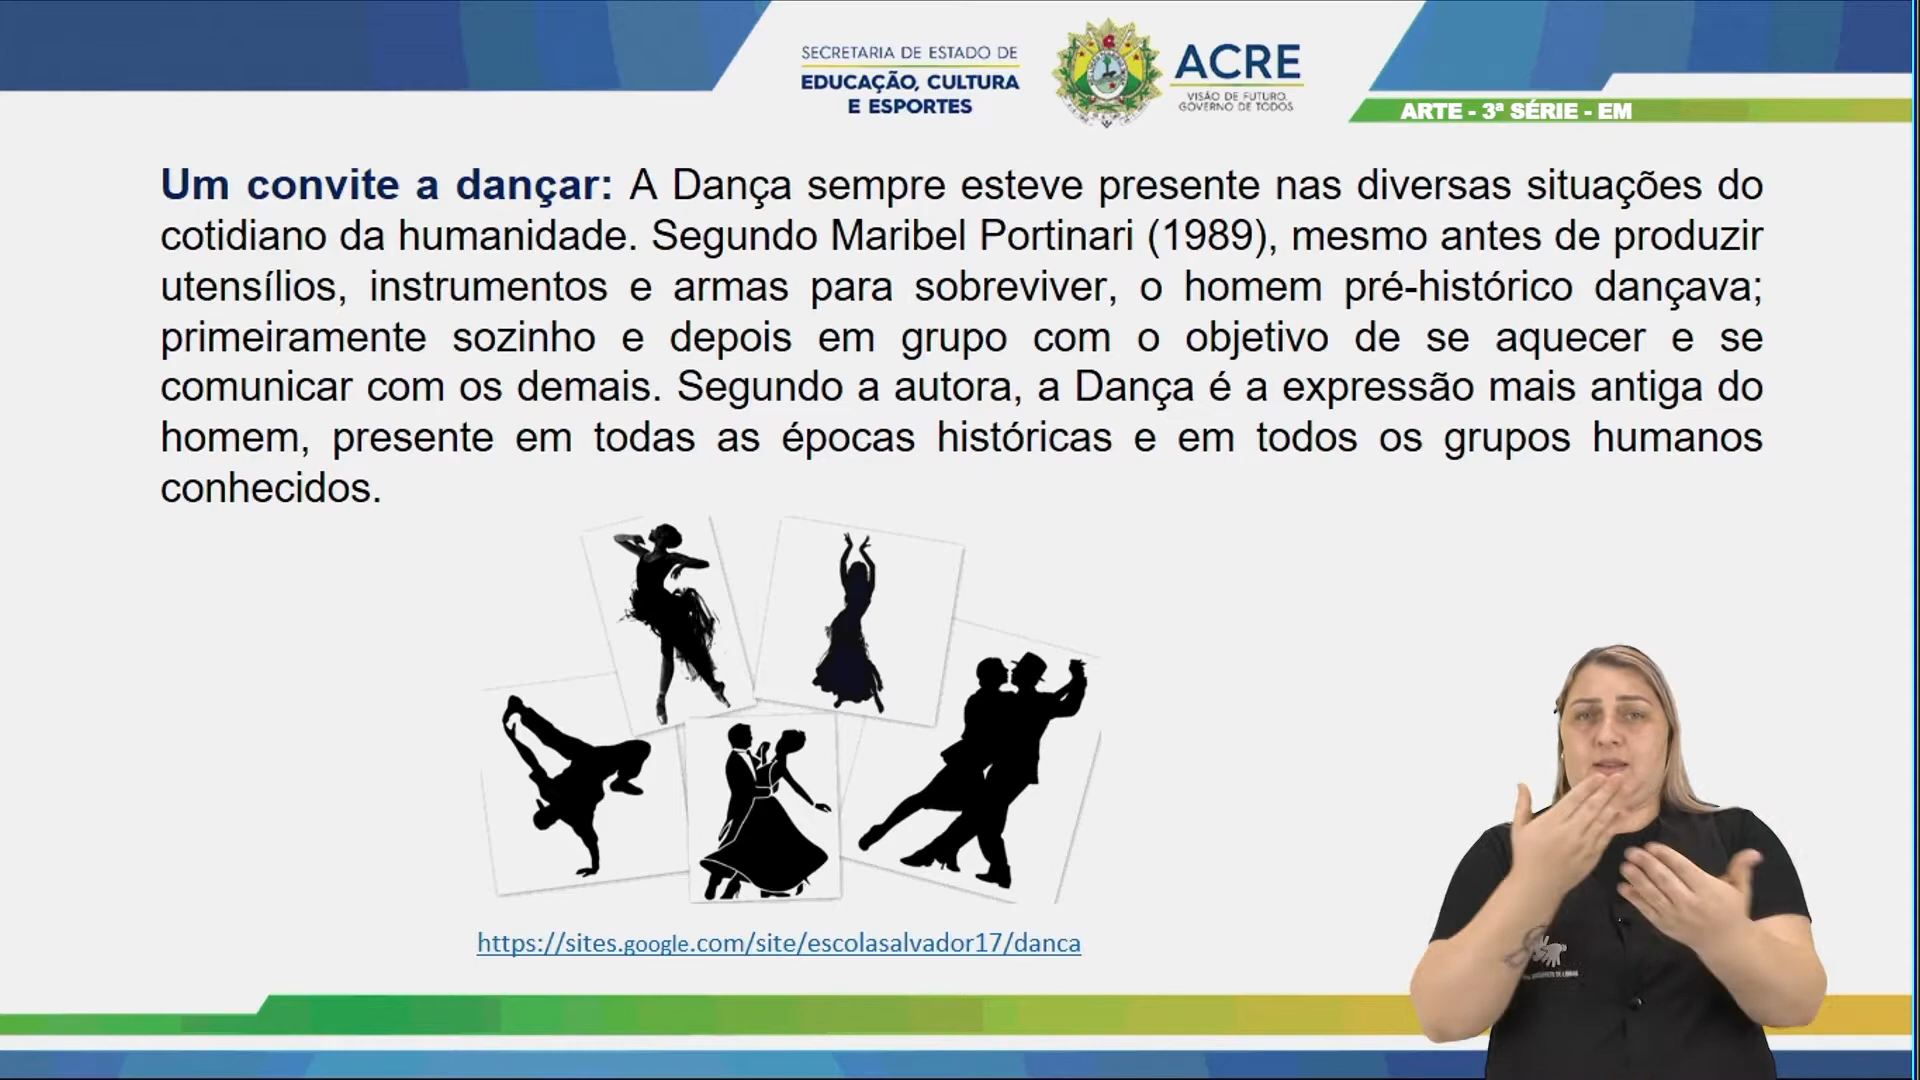 SECRETARIA DE ESTADO DE
EDUCAÇÃO, CULTURA
E ESPORTES
ACRE
VISÃO DE FUTURO.
GOVERNO DE TODOS
ARTE - 3ª SÉRIE - EM
Um convite a dançar: A Dança sempre esteve presente nas diversas situações do
cotidiano da humanidade. Segundo Maribel Portinari (1989), mesmo antes de produzir
utensílios, instrumentos e armas para sobreviver, o homem pré-histórico dançava;
primeiramente sozinho e depois em grupo com o objetivo de se aquecer e se
comunicar com os demais. Segundo a autora, a Dança é a expressão mais antiga do
homem, presente em todas as épocas históricas e em todos os grupos humanos
conhecidos.
https://sites.google.com/site/escolasalvador17/danca